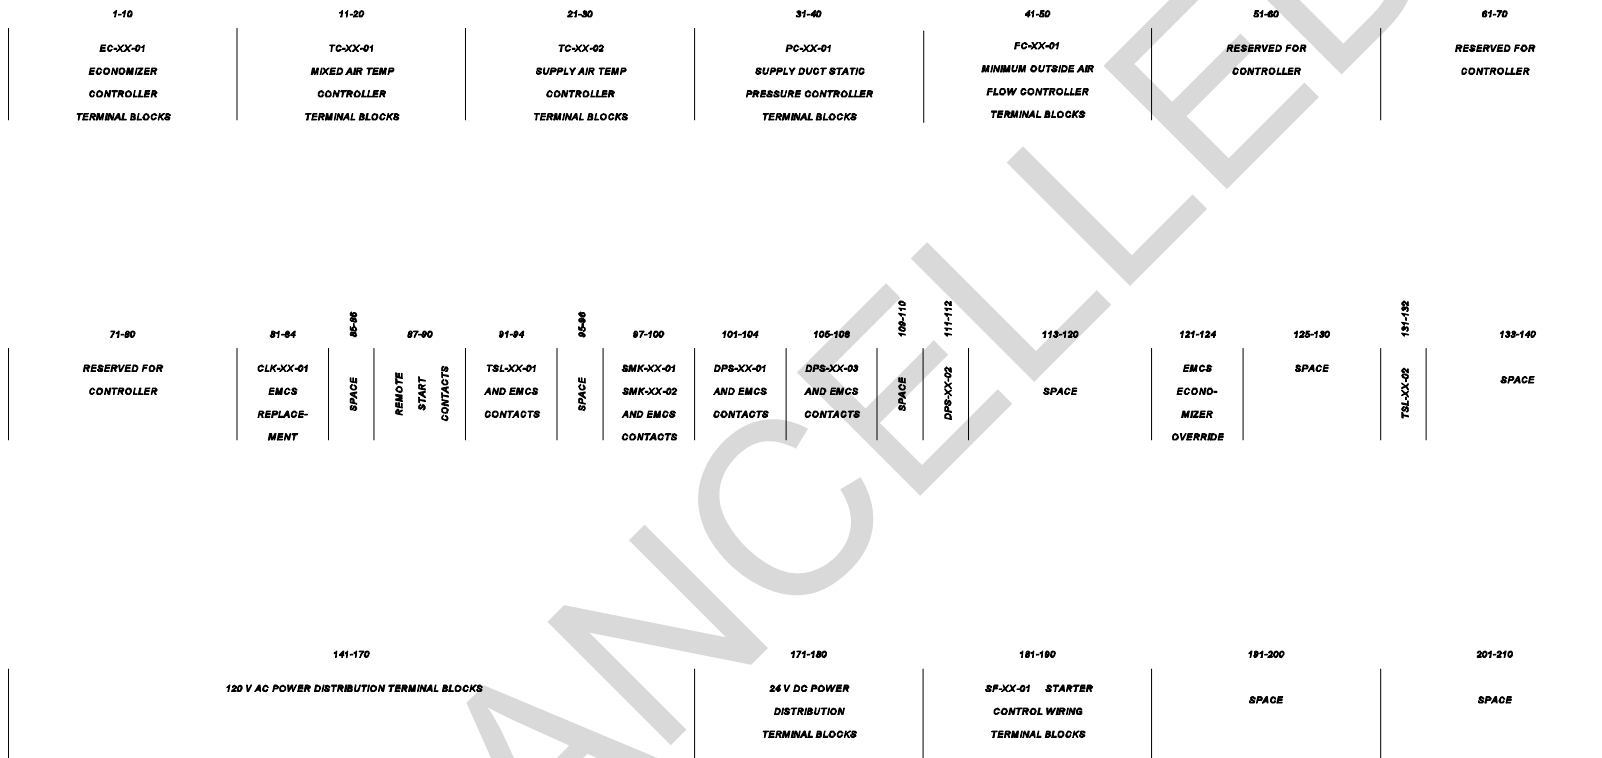 1-10
EC-XX-01
ECONOMIZER
CONTROLLER
TERMINAL BLOCKS
11-20
TC-XX-01
MIXED AIR TEMP
CONTROLLER
TERMINAL BLOCKS
21-30
TC-XX-02
SUPPLY AIR TEMP
CONTROLLER
TERMINAL BLOCKS
31-40
PC-XX-01
SUPPLY DUCT STATIC
PRESSURE CONTROLLER
TERMINAL BLOCKS
41-50
FC-XX-01
MINIMUM OUTSIDE AIR
FLOW CONTROLLER
TERMINAL BLOCKS
51-60
RESERVED FOR
CONTROLLER
61-70
RESERVED FOR
CONTROLLER
71-80
RESERVED FOR
CONTROLLER
81-84
CLK-XX-01
EMCS
REPLACE-
MENT
85-86
SPACE
87-90
REMOTE
START
CONTACTS
91-94
TSL-XX-01
AND EMCS
CONTACTS
95-96
SPACE
97-100
SMK-XX-01
SMK-XX-02
AND EMCS
CONTACTS
101-104
DPS-XX-01
AND EMCS
CONTACTS
105-108
DPS-XX-03
AND EMCS
CONTACTS
109-110
SPACE
111-112
DPS-XX-02
113-120
SPACE
121-124
EMCS
ECONO-
MIZER
OVERRIDE
125-130
SPACE
131-132
TSL-XX-02
133-140
SPACE
141-170
120 V AC POWER DISTRIBUTION TERMINAL BLOCKS
171-180
24 V DC POWER
DISTRIBUTION
TERMINAL BLOCKS
181-190
SF-XX-01 STARTER
CONTROL WIRING
TERMINAL BLOCKS
191-200
SPACE
201-210
SPACE
ANCELLED